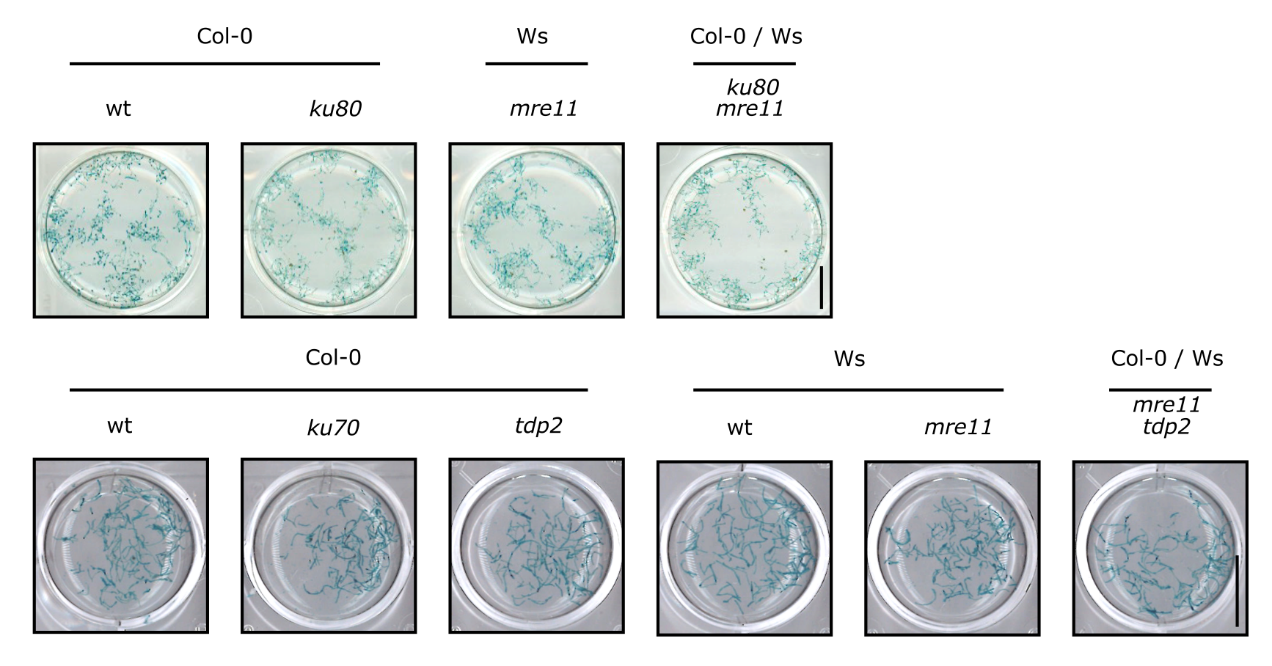 Col-0
Ws
Col-0 / Ws
wt
ku80
mre11
ku80
mre11
Col-0
Ws
Col-0 / Ws
wt
ku70
tdp2
wt
mre11
mre11
tdp2